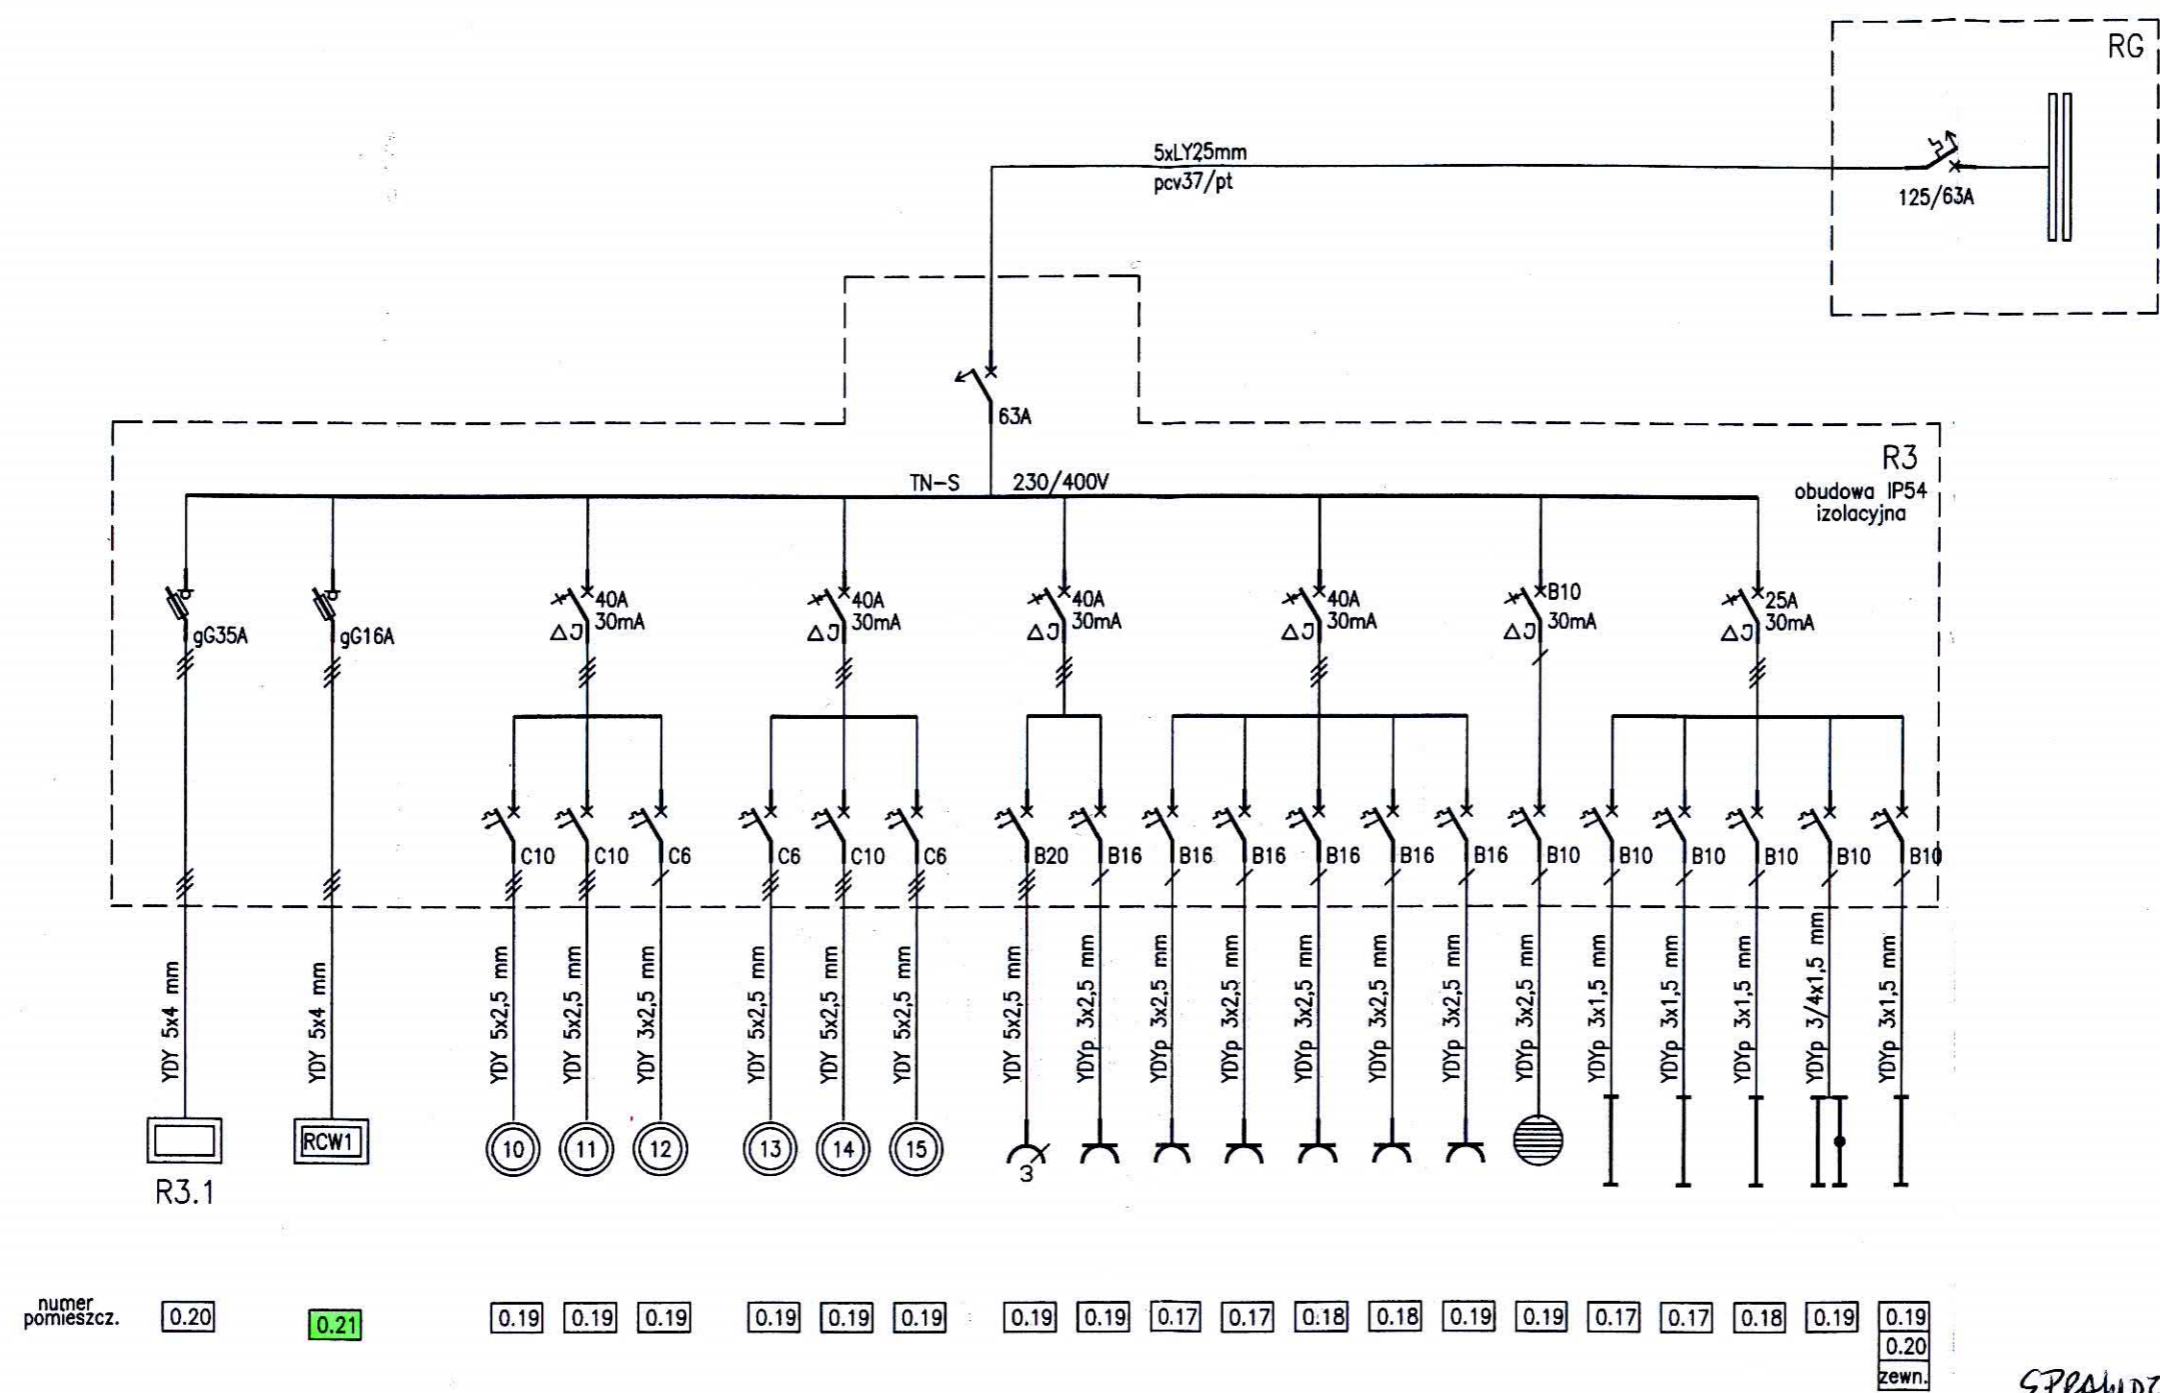 RG
5xLY25mm
pcv37/pt
125/63A
63A
R3
TN-S 230/400V
obudowa IP54
izolacyjna
gG35A
gG16A
40A
30mA
ΔJ
40A
30mA
ΔJ
40A
30mA
ΔJ
40A
30mA
ΔJ
B10
30mA
ΔJ
25A
30mA
ΔJ
C10 C10 C6 C6 C10 C6 B20 B16 B16 B16 B16 B16 B16 B10 B10 B10 B10 B10 B10
YDY 5x4 mm
YDY 5x4 mm
YDY 5x2,5 mm
YDY 5x2,5 mm
YDY 3x2,5 mm
YDY 5x2,5 mm
YDY 5x2,5 mm
YDY 5x2,5 mm
YDY 5x2,5 mm
YDYp 3x2,5 mm
YDYp 3x2,5 mm
YDYp 3x2,5 mm
YDYp 3x2,5 mm
YDYp 3x2,5 mm
YDYp 3x2,5 mm
YDYp 3x2,5 mm
YDYp 3x1,5 mm
YDYp 3x1,5 mm
YDYp 3x1,5 mm
YDYp 3/4x1,5 mm
YDYp 3x1,5 mm
RCW1 10 11 12 13 14 15
3
R3.1
numer
pomieszcz.
0.20 0.21 0.19 0.19 0.19 0.19 0.19 0.19 0.19 0.19 0.17 0.17 0.18 0.18 0.19 0.19 0.17 0.17 0.18 0.19 0.19
0.20
zewn.